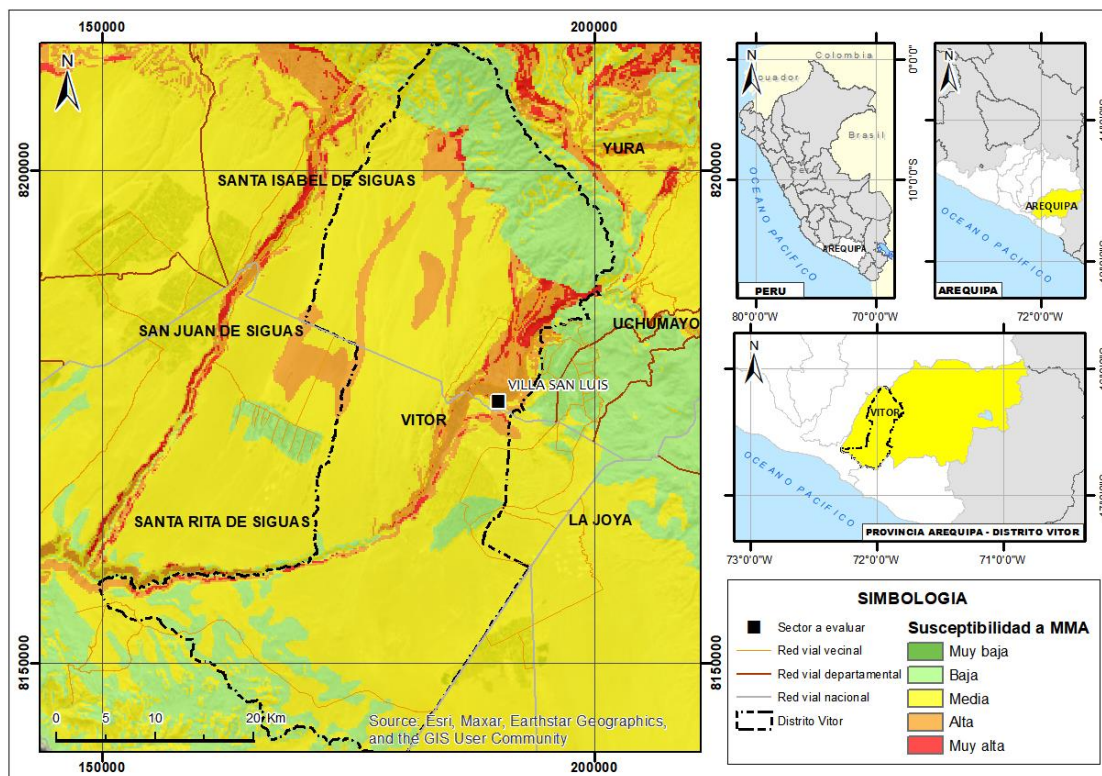 150000
200000
8200000
8200000
8150000
8150000
150000
200000
N
SANTA ISABEL DE SIGUAS
YURA
SAN JUAN DE SIGUAS
UCHUMAYO
VILLA SAN LUIS
VITOR
SANTA RITA DE SIGUAS
LA JOYA
0 5 10 20 Km
Source: Esri, Maxar, Earthstar Geographics,
and the GIS User Community
N
Colombia
Brasil
OCEANO PACIFICO
AREQUIPA
PERU
0°0'0"
10°0'0"S
80°0'0"W
70°0'0"W
N
AREQUIPA
OCEANO PACIFICO
AREQUIPA
72°0'0"W
N
VITOR
OCEANO PACIFICO
PROVINCIA AREQUIPA - DISTRITO VITOR
73°0'0"W
72°0'0"W
71°0'0"W
SIMBOLOGIA
Sector a evaluar
Red vial vecinal
Red vial departamental
Red vial nacional
Distrito Vitor
Susceptibilidad a MMA
Muy baja
Baja
Media
Alta
Muy alta